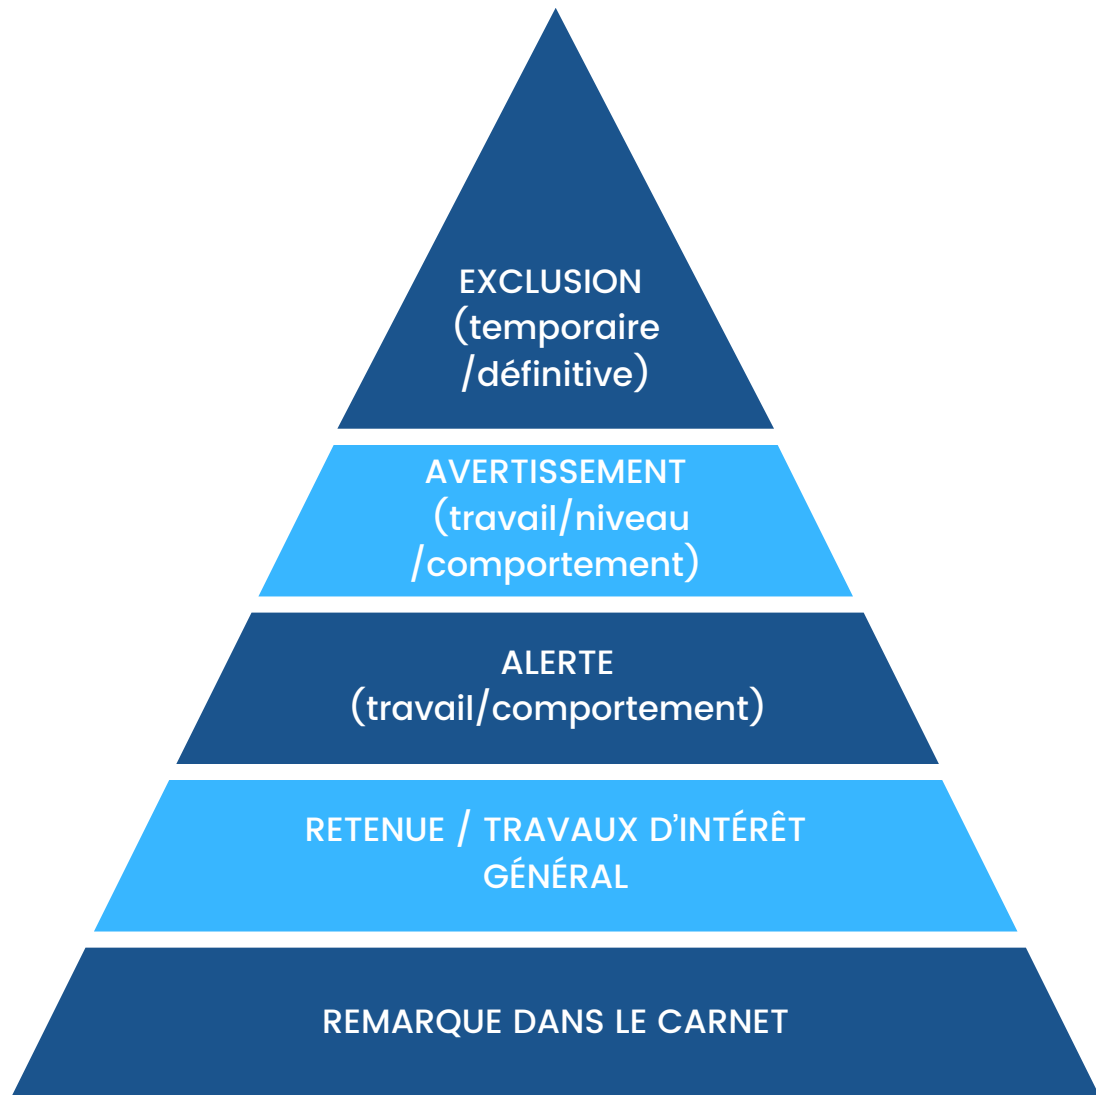 EXCLUSION
(temporaire
/définitive)
AVERTISSEMENT
(travail/niveau
/comportement)
ALERTE
(travail/comportement)
RETENUE / TRAVAUX D’INTÉRÊT
GÉNÉRAL
REMARQUE DANS LE CARNET